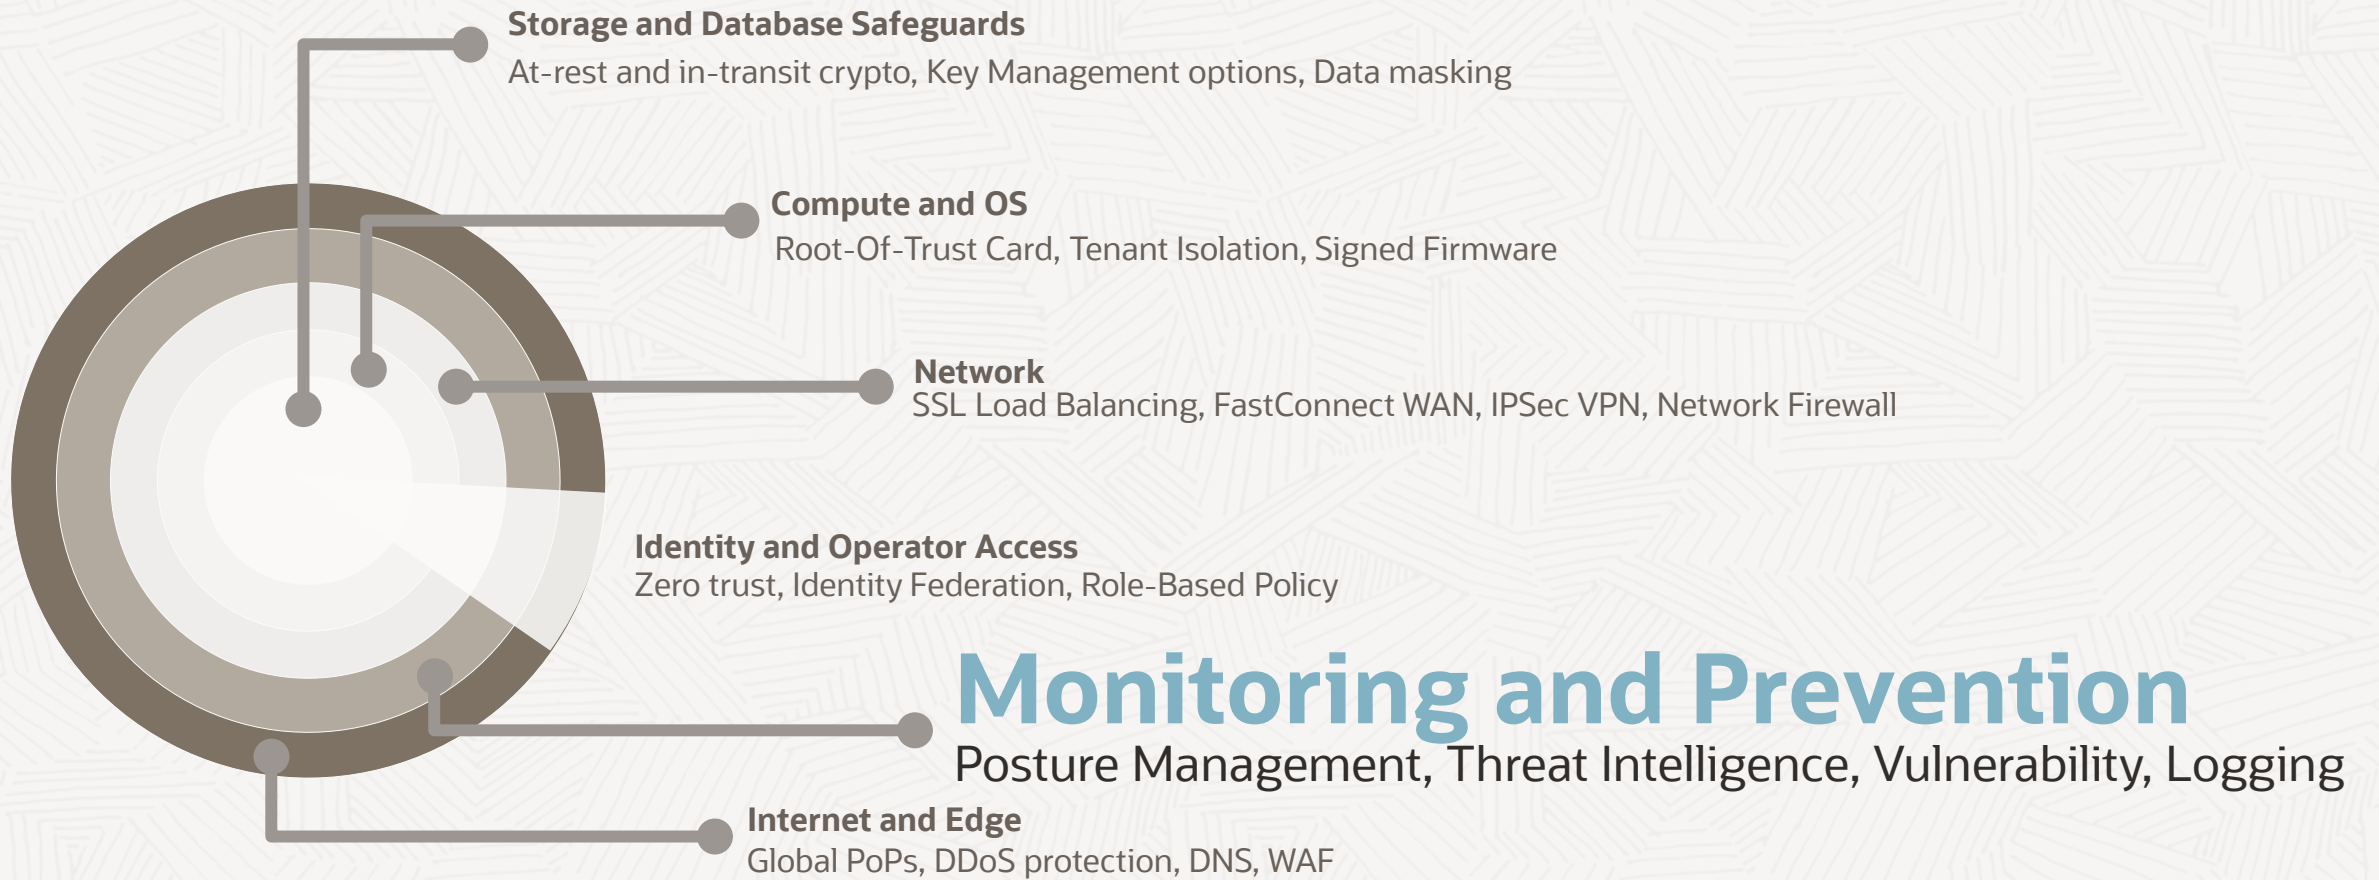 Storage and Database Safeguards
At-rest and in-transit crypto, Key Management options, Data masking
Compute and OS
Root-Of-Trust Card, Tenant Isolation, Signed Firmware
Network
SSL Load Balancing, FastConnect WAN, IPSec VPN, Network Firewall
Identity and Operator Access
Zero trust, Identity Federation, Role-Based Policy
Monitoring and Prevention
Posture Management, Threat Intelligence, Vulnerability, Logging
Internet and Edge
Global PoPs, DDoS protection, DNS, WAF